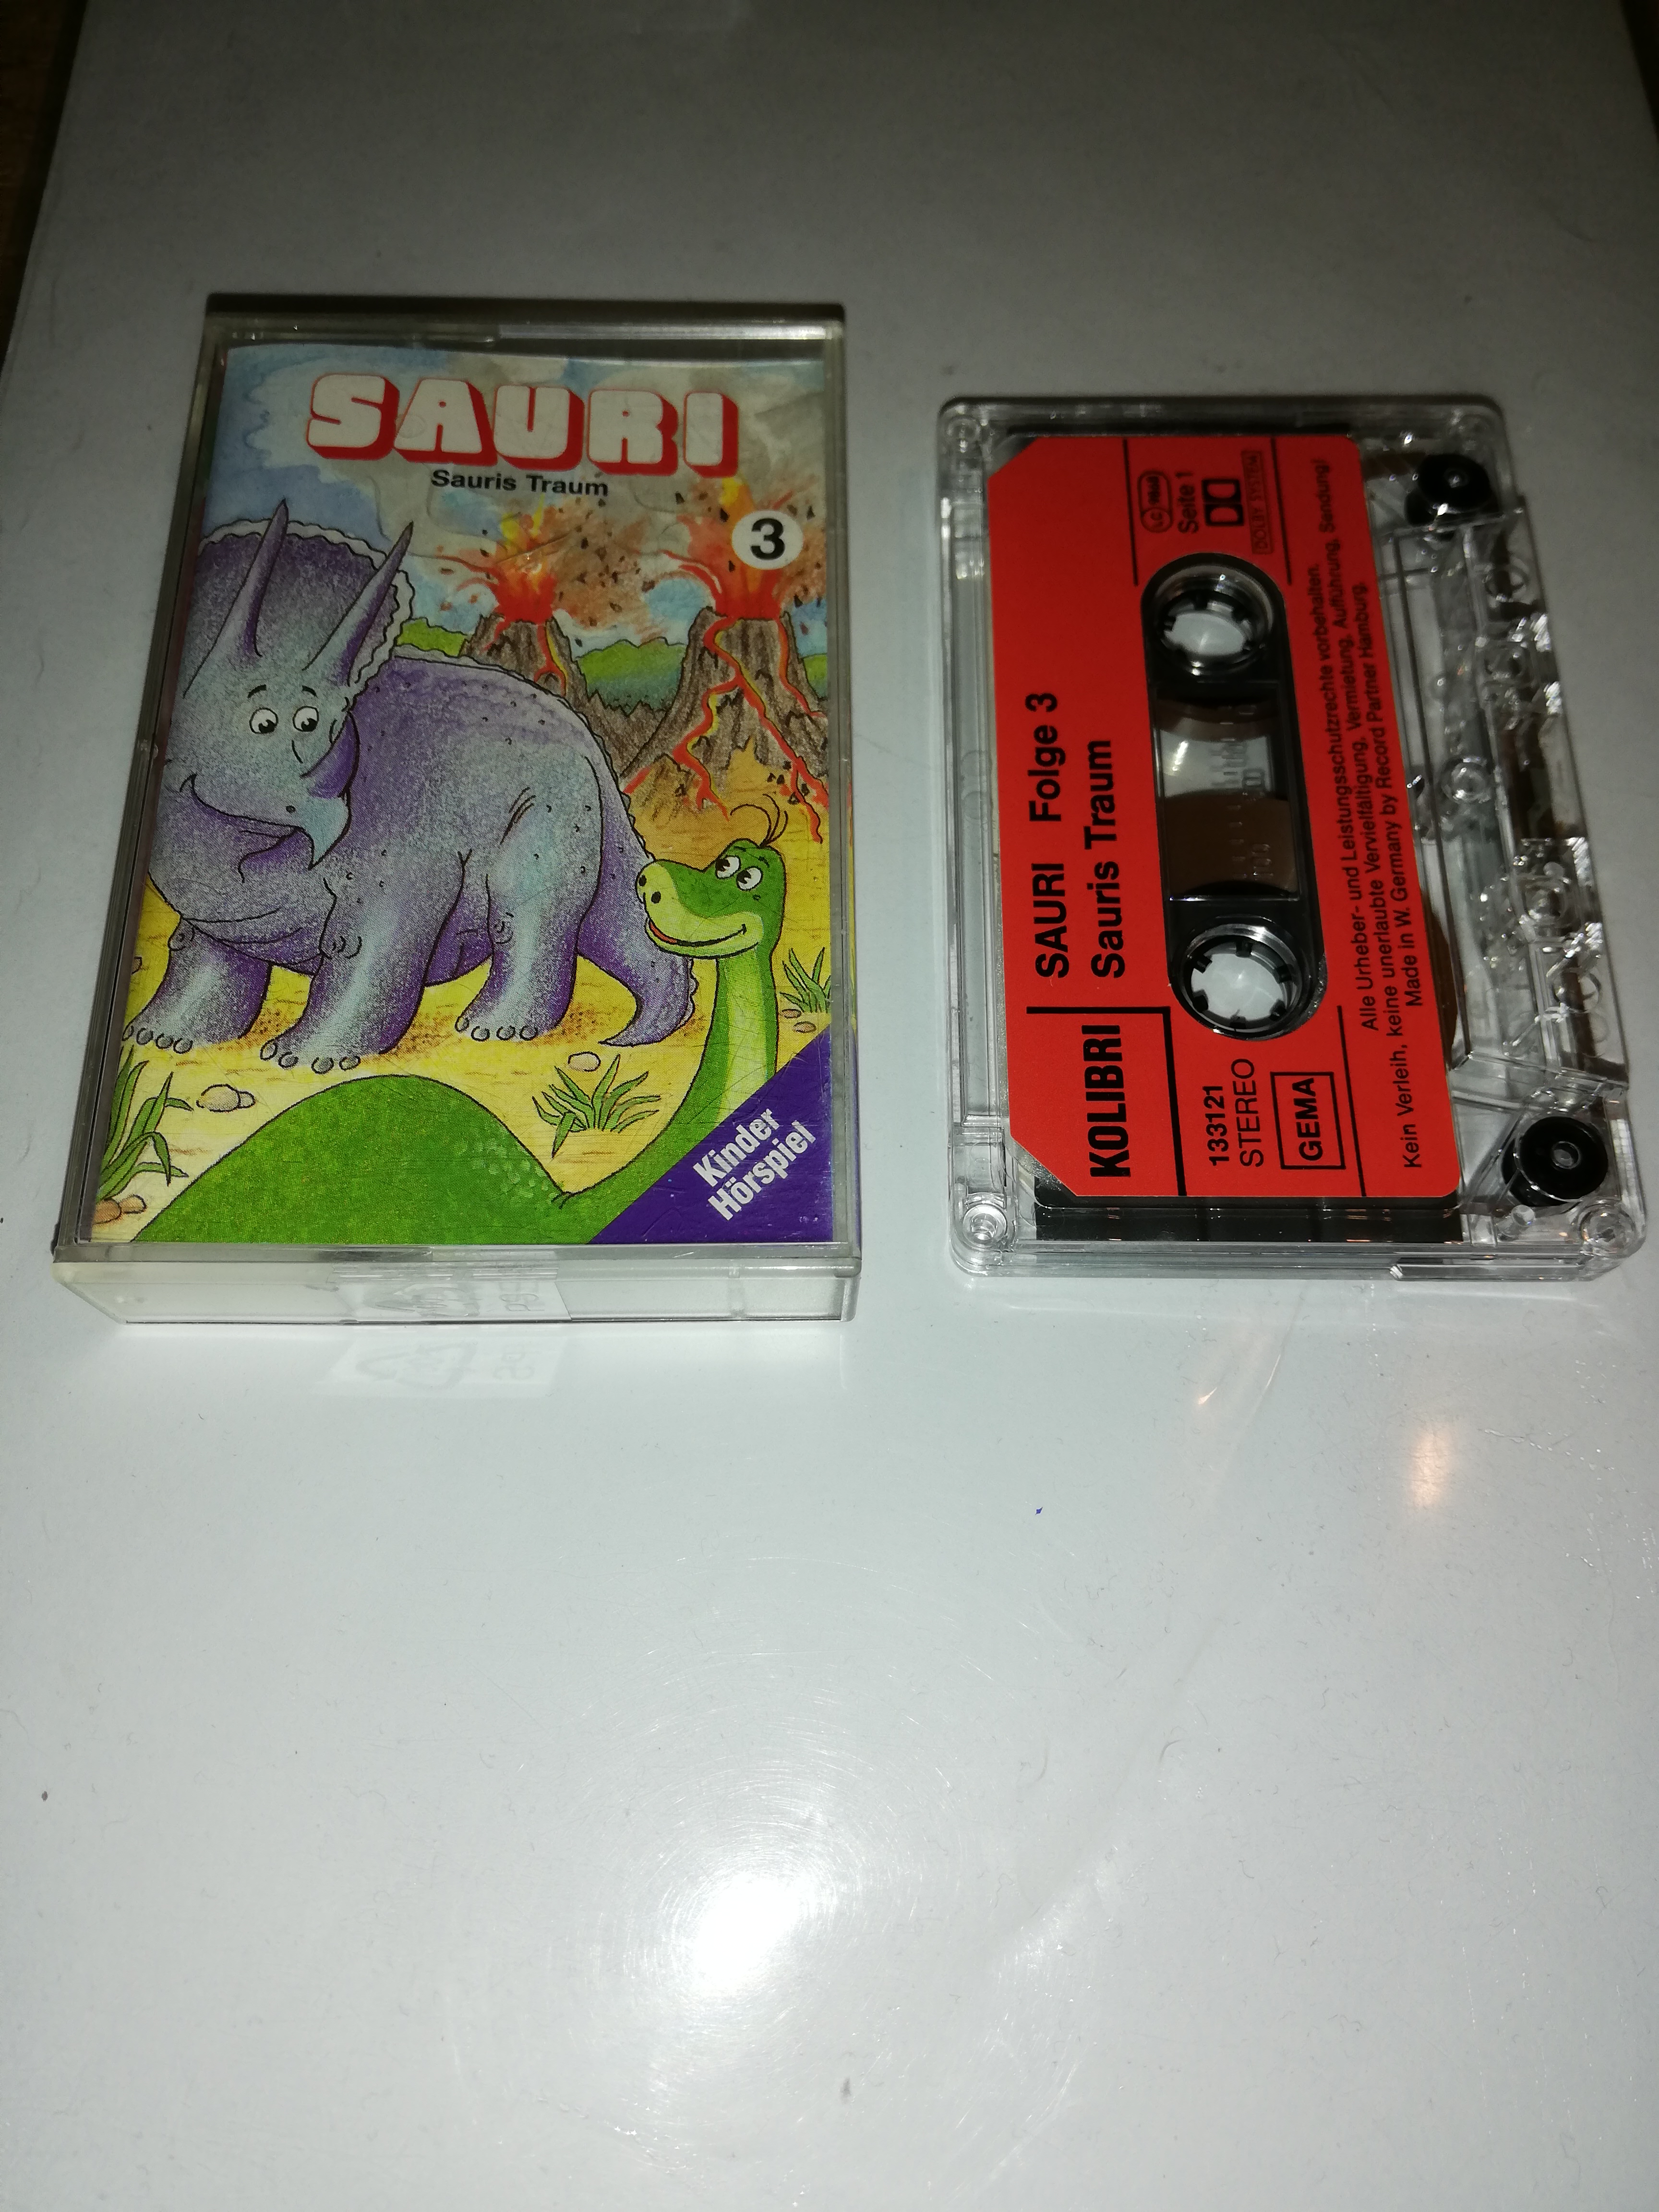 SAURI
Sauris Traum
3
Kinder
Hörspiel
SAURI Folge 3
Sauris Traum
KOLIBRI
Seite 1
DOLBY SYSTEM
133121
STEREO
GEMA
Alle Urheber- und Leistungsschutzrechte vorbehalten.
Kein Verleih, keine unerlaubte Vervielfältigung, Vermietung, Aufführung, Sendung!
Made in W. Germany by Record Partner Hamburg.